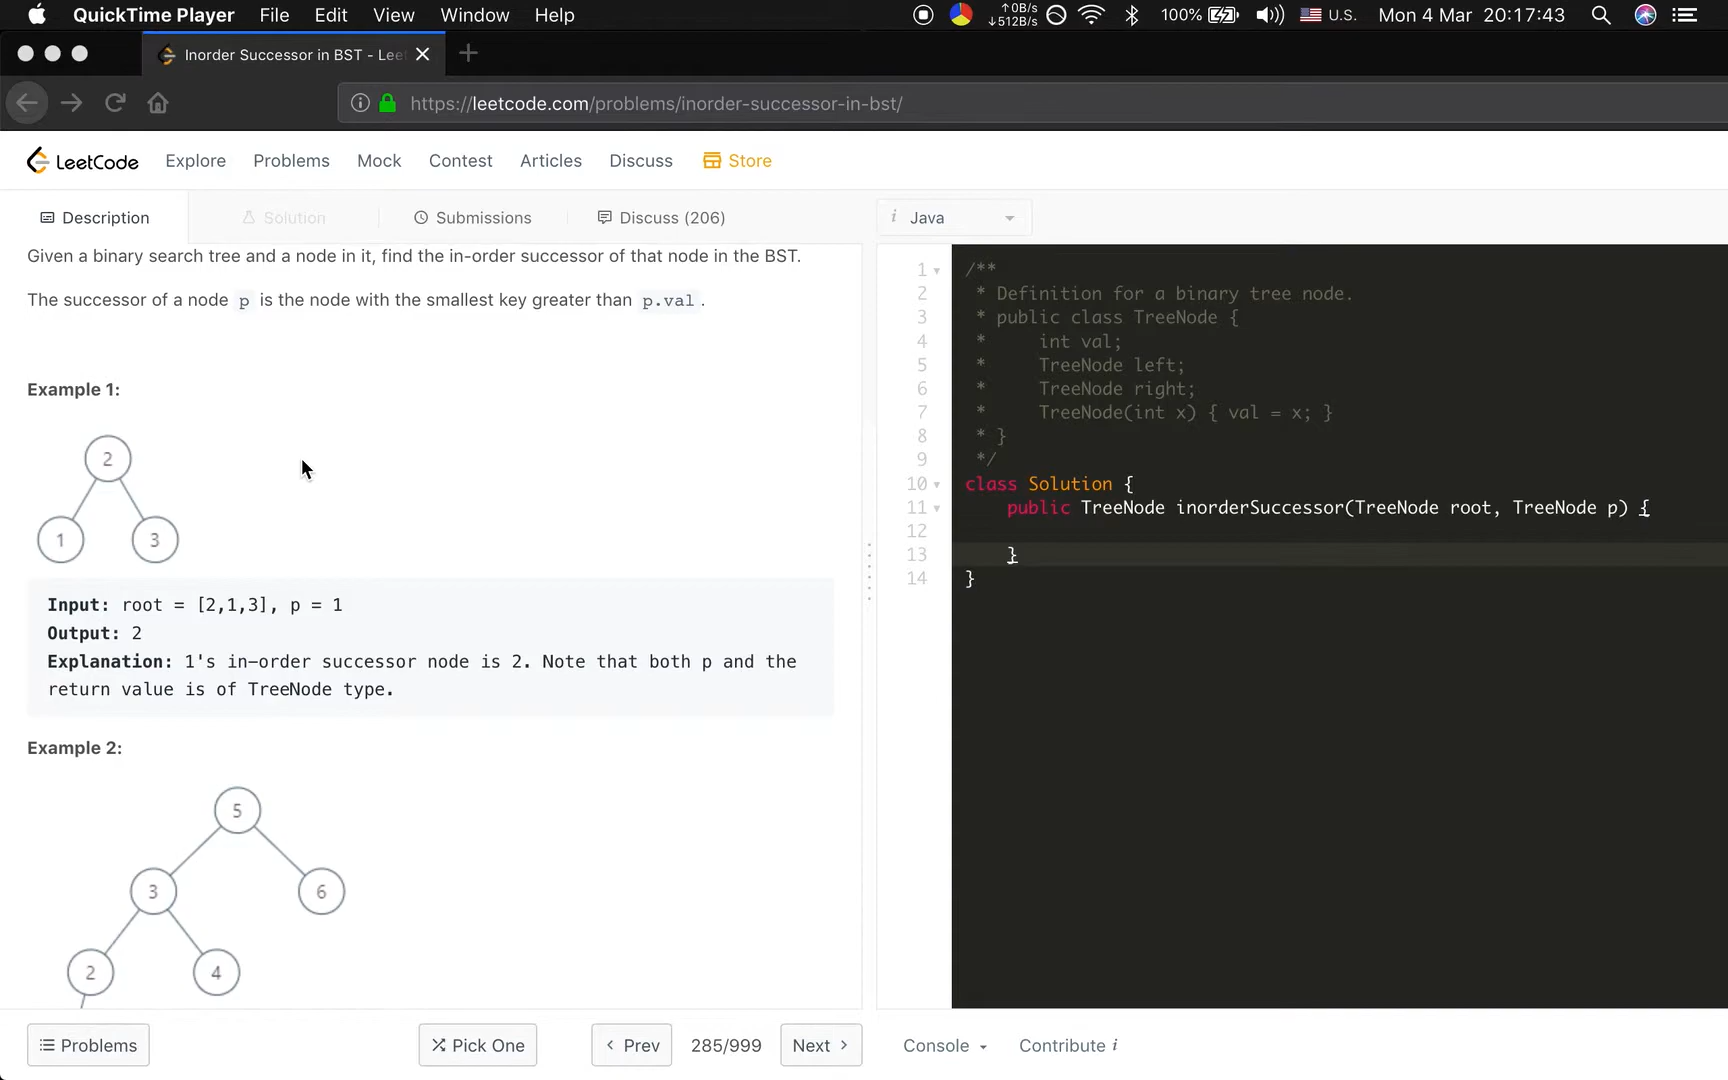 QuickTime Player File Edit View Window Help ↑0B/s ↓512B/s 100% U.S. Mon 4 Mar 20:17:43
Inorder Successor in BST - Lee
https://leetcode.com/problems/inorder-successor-in-bst/
LeetCode Explore Problems Mock Contest Articles Discuss Store
Description Solution Submissions Discuss (206) i Java
Given a binary search tree and a node in it, find the in-order successor of that node in the BST.
The successor of a node p is the node with the smallest key greater than p.val .
Example 1:
2
1 3
Input: root = [2,1,3], p = 1
Output: 2
Explanation: 1's in-order successor node is 2. Note that both p and the
return value is of TreeNode type.
Example 2:
5
3 6
2 4
1 /**
2 * Definition for a binary tree node.
3 * public class TreeNode {
4 * int val;
5 * TreeNode left;
6 * TreeNode right;
7 * TreeNode(int x) { val = x; }
8 * }
9 */
10 class Solution {
11 public TreeNode inorderSuccessor(TreeNode root, TreeNode p) {
12
13 }
14 }
Problems Pick One Prev 285/999 Next Console Contribute i